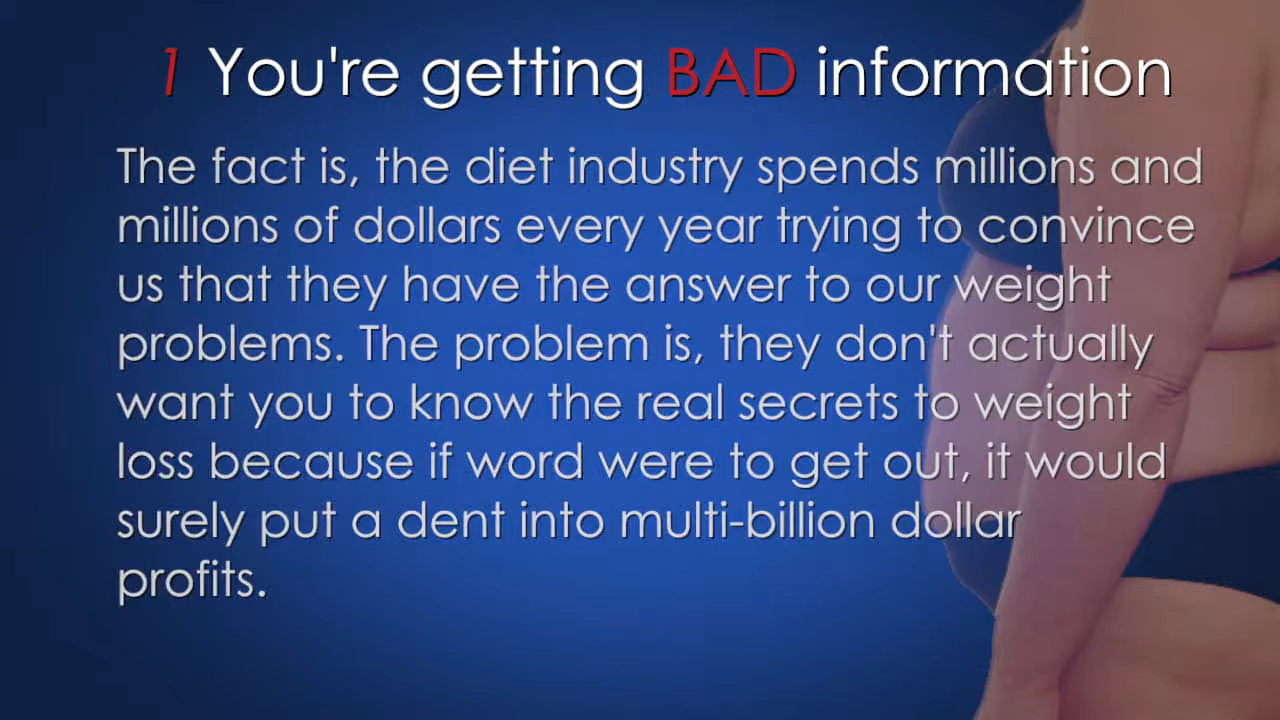 1 You're getting BAD information
The fact is, the diet industry spends millions and
millions of dollars every year trying to convince
us that they have the answer to our weight
problems. The problem is, they don't actually
want you to know the real secrets to weight
loss because if word were to get out, it would
surely put a dent into multi-billion dollar
profits.